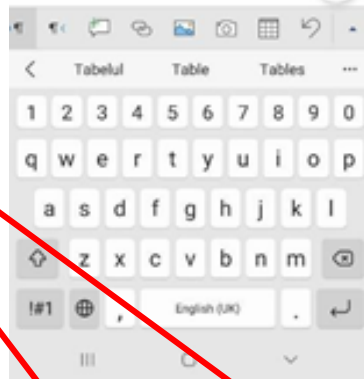 Tabelul Table Tables ...
1 2 3 4 5 6 7 8 9 0
q w e r t y u i o p
a s d f g h j k l
z x c v b n m
!#1 , English (UK) .